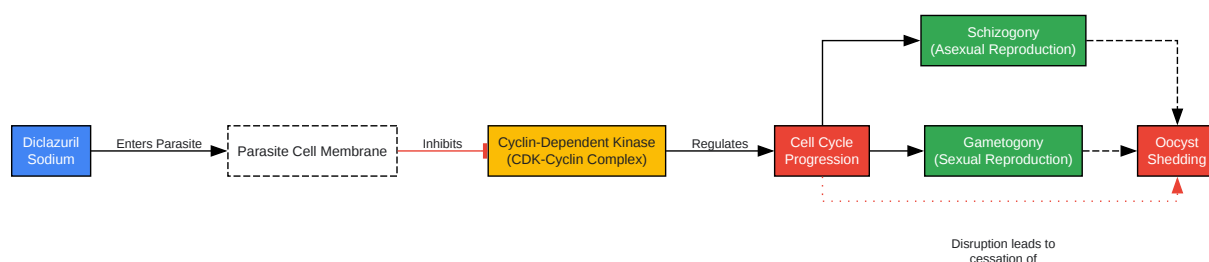 Schizogony
(Asexual Reproduction)
Diclazuril
Sodium
Enters Parasite
Parasite Cell Membrane
Inhibits
Cyclin-Dependent Kinase
(CDK-Cyclin Complex)
Regulates
Cell Cycle
Progression
Gametogony
(Sexual Reproduction)
Oocyst
Shedding
Disruption leads to
cessation of